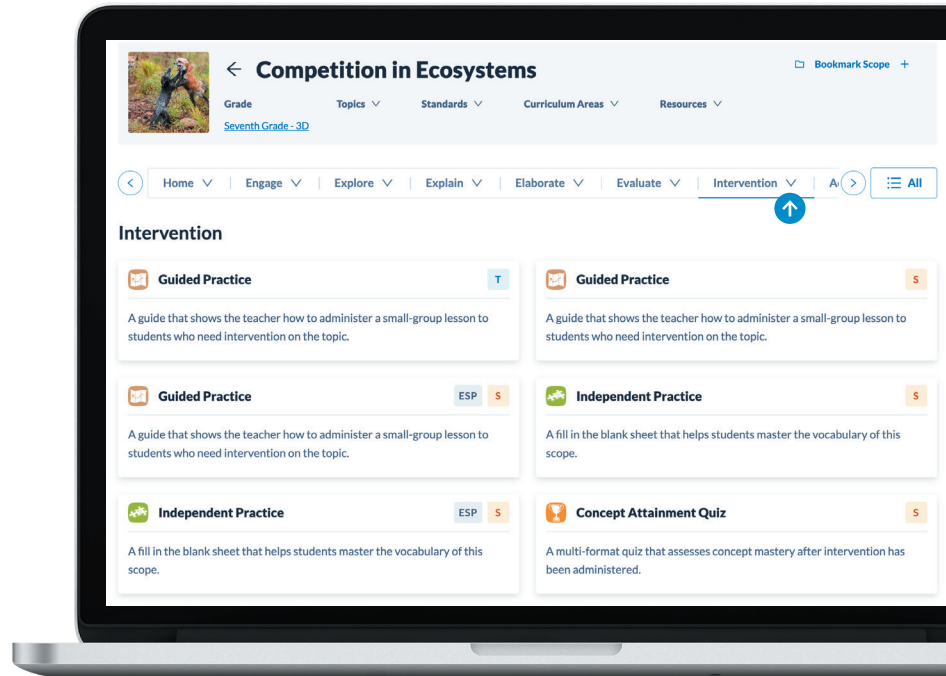 Competition in Ecosystems
Bookmark Scope +
Grade Topics Standards Curriculum Areas Resources
Seventh Grade - 3D
Home Engage Explore Explain Elaborate Evaluate Intervention All
Intervention
Guided Practice T
A guide that shows the teacher how to administer a small-group lesson to
students who need intervention on the topic.
Guided Practice S
A guide that shows the teacher how to administer a small-group lesson to
students who need intervention on the topic.
Guided Practice ESP S
A guide that shows the teacher how to administer a small-group lesson to
students who need intervention on the topic.
Independent Practice S
A fill in the blank sheet that helps students master the vocabulary of this
scope.
Independent Practice ESP S
A fill in the blank sheet that helps students master the vocabulary of this
scope.
Concept Attainment Quiz S
A multi-format quiz that assesses concept mastery after intervention has
been administered.